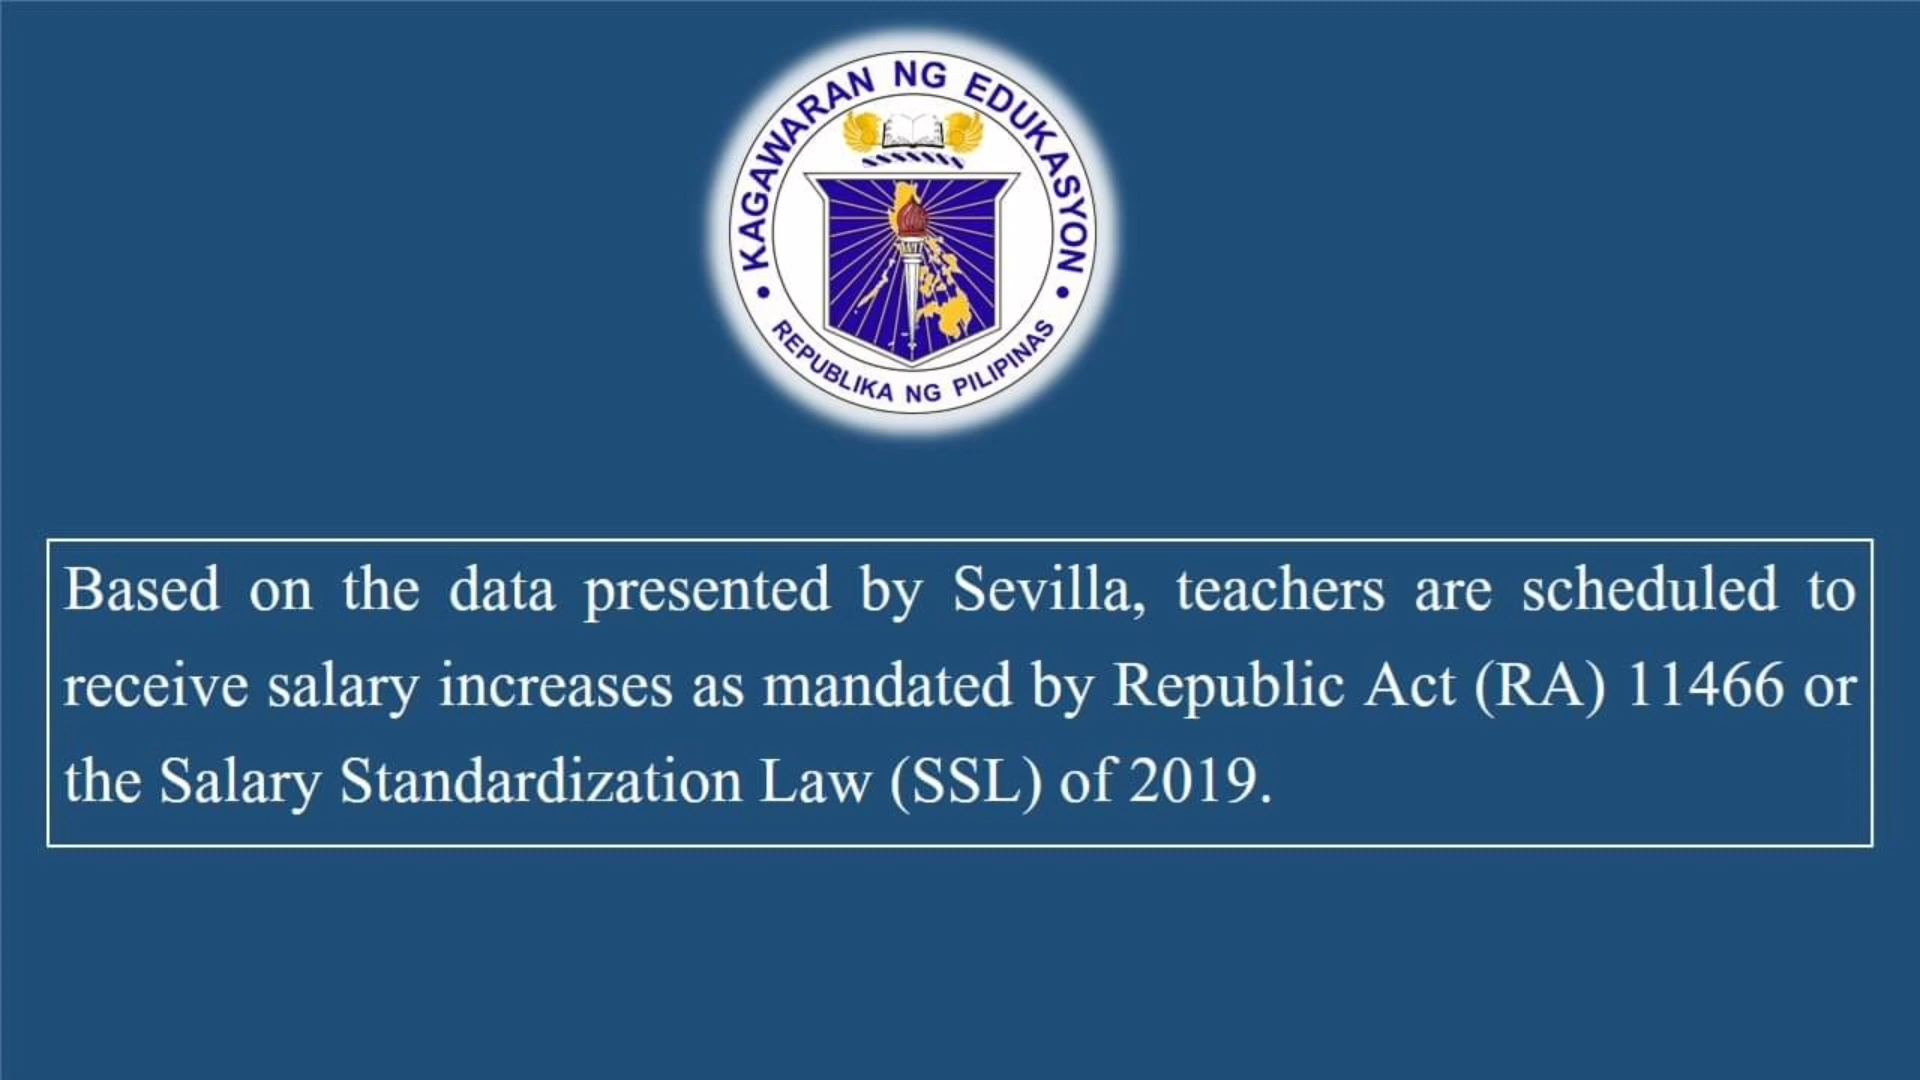 KAGAWARAN NG EDUKASYON
REPUBLIKA NG PILIPINAS
Based on the data presented by Sevilla, teachers are scheduled to
receive salary increases as mandated by Republic Act (RA) 11466 or
the Salary Standardization Law (SSL) of 2019.